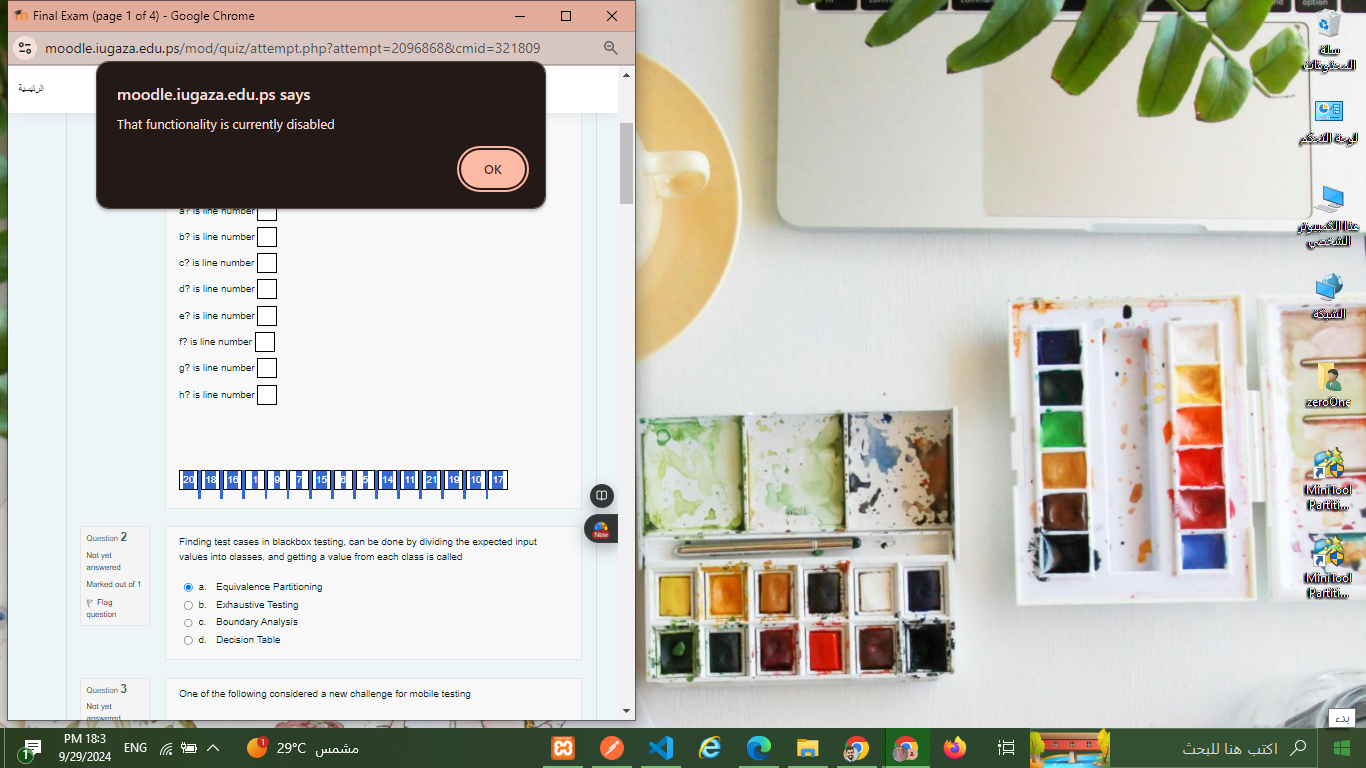 Final Exam (page 1 of 4) - Google Chrome
moodle.iugaza.edu.ps/mod/quiz/attempt.php?attempt=2096868&cmid=321809
الرئيسية
moodle.iugaza.edu.ps says
That functionality is currently disabled
OK
a? is line number
b? is line number
c? is line number
d? is line number
e? is line number
f? is line number
g? is line number
h? is line number
20 18 16 1 9 7 15 6 5 14 11 21 19 10 17
New
Question 2
Not yet
answered
Marked out of 1
Flag
question
Finding test cases in blackbox testing, can be done by dividing the expected input
values into classes, and getting a value from each class is called
a. Equivalence Partitioning
b. Exhaustive Testing
c. Boundary Analysis
d. Decision Table
Question 3
Not yet
answered
One of the following considered a new challenge for mobile testing
option
سلة
المحذوفات
لوحة التحكم
هذا الكمبيوتر
الشخصي
الشبكة
zeroOne
MiniTool
Partiti...
MiniTool
Partiti...
بدء
1
PM 18:3
9/29/2024
ENG
1
29°C مشمس
اكتب هنا للبحث